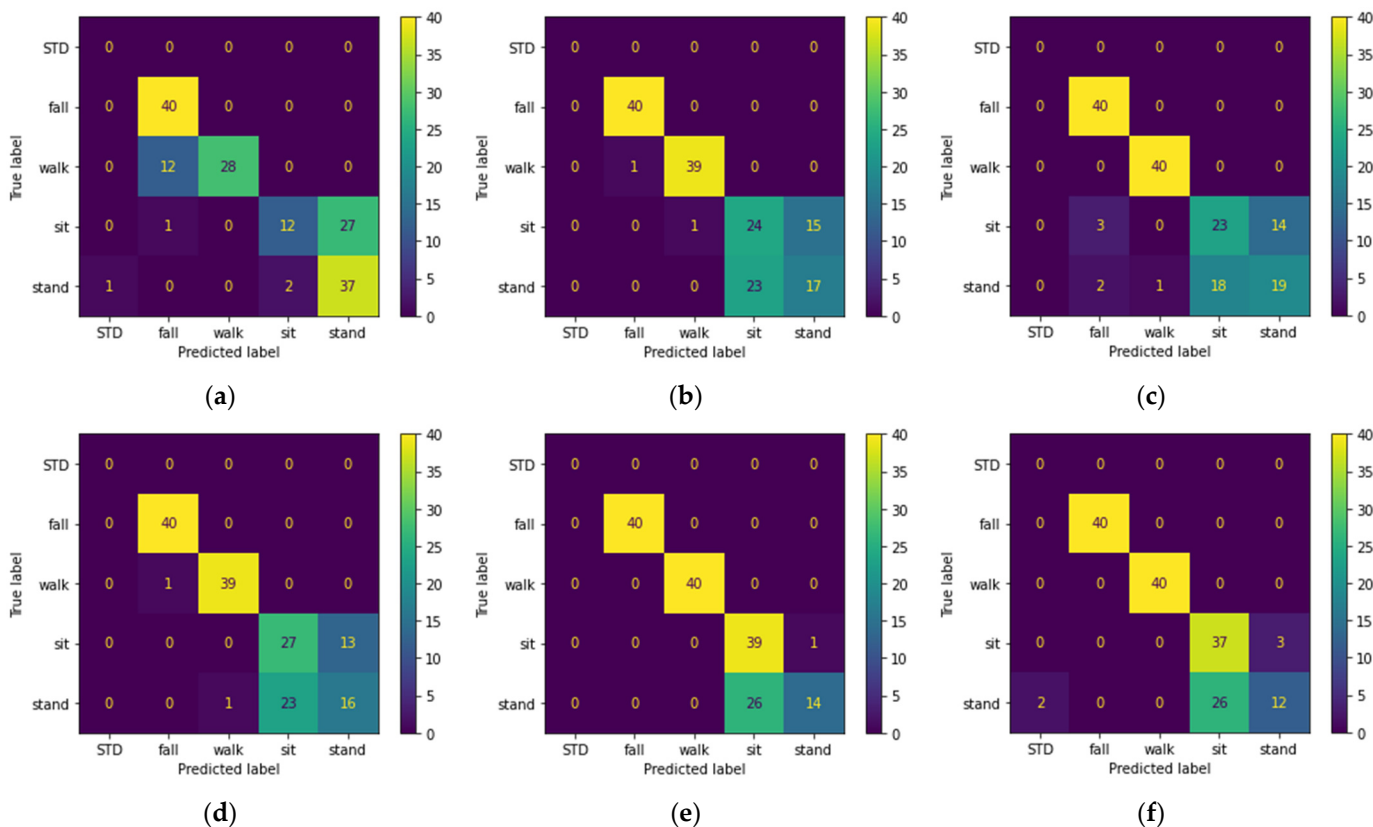 40
STD 0 0 0 0 0 35
fall 0 40 0 0 0 30
25
True label walk 0 12 28 0 0 20
15
sit 0 1 0 12 27 10
stand 1 0 0 2 37 5
0
STD fall walk sit stand
Predicted label
(a)
40
STD 0 0 0 0 0 35
fall 0 40 0 0 0 30
25
True label walk 0 1 39 0 0 20
15
sit 0 0 1 24 15 10
stand 0 0 0 23 17 5
0
STD fall walk sit stand
Predicted label
(b)
40
STD 0 0 0 0 0 35
fall 0 40 0 0 0 30
25
True label walk 0 0 40 0 0 20
15
sit 0 3 0 23 14 10
stand 0 2 1 18 19 5
0
STD fall walk sit stand
Predicted label
(c)
40
STD 0 0 0 0 0 35
fall 0 40 0 0 0 30
25
True label walk 0 1 39 0 0 20
15
sit 0 0 0 27 13 10
stand 0 0 1 23 16 5
0
STD fall walk sit stand
Predicted label
(d)
40
STD 0 0 0 0 0 35
fall 0 40 0 0 0 30
25
True label walk 0 0 40 0 0 20
15
sit 0 0 0 39 1 10
stand 0 0 0 26 14 5
0
STD fall walk sit stand
Predicted label
(e)
40
STD 0 0 0 0 0 35
fall 0 40 0 0 0 30
25
True label walk 0 0 40 0 0 20
15
sit 0 0 0 37 3 10
stand 2 0 0 26 12 5
0
STD fall walk sit stand
Predicted label
(f)